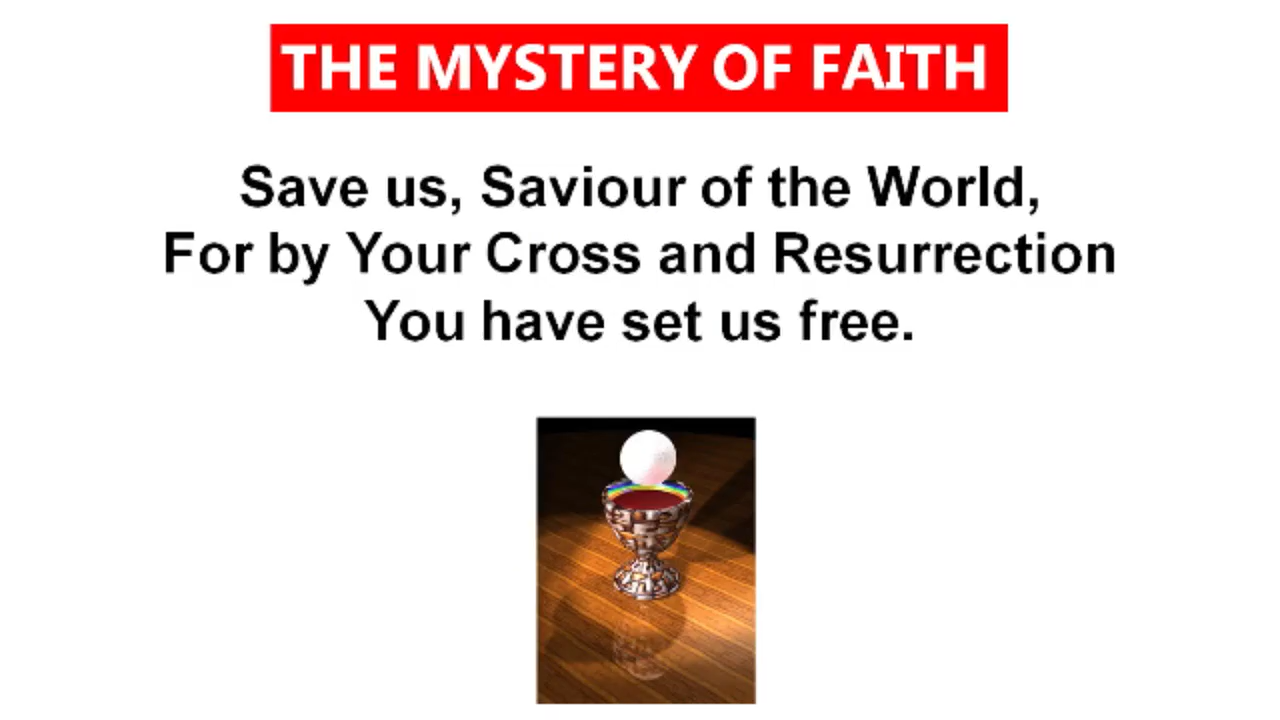 THE MYSTERY OF FAITH
Save us, Saviour of the World,
For by Your Cross and Resurrection
You have set us free.